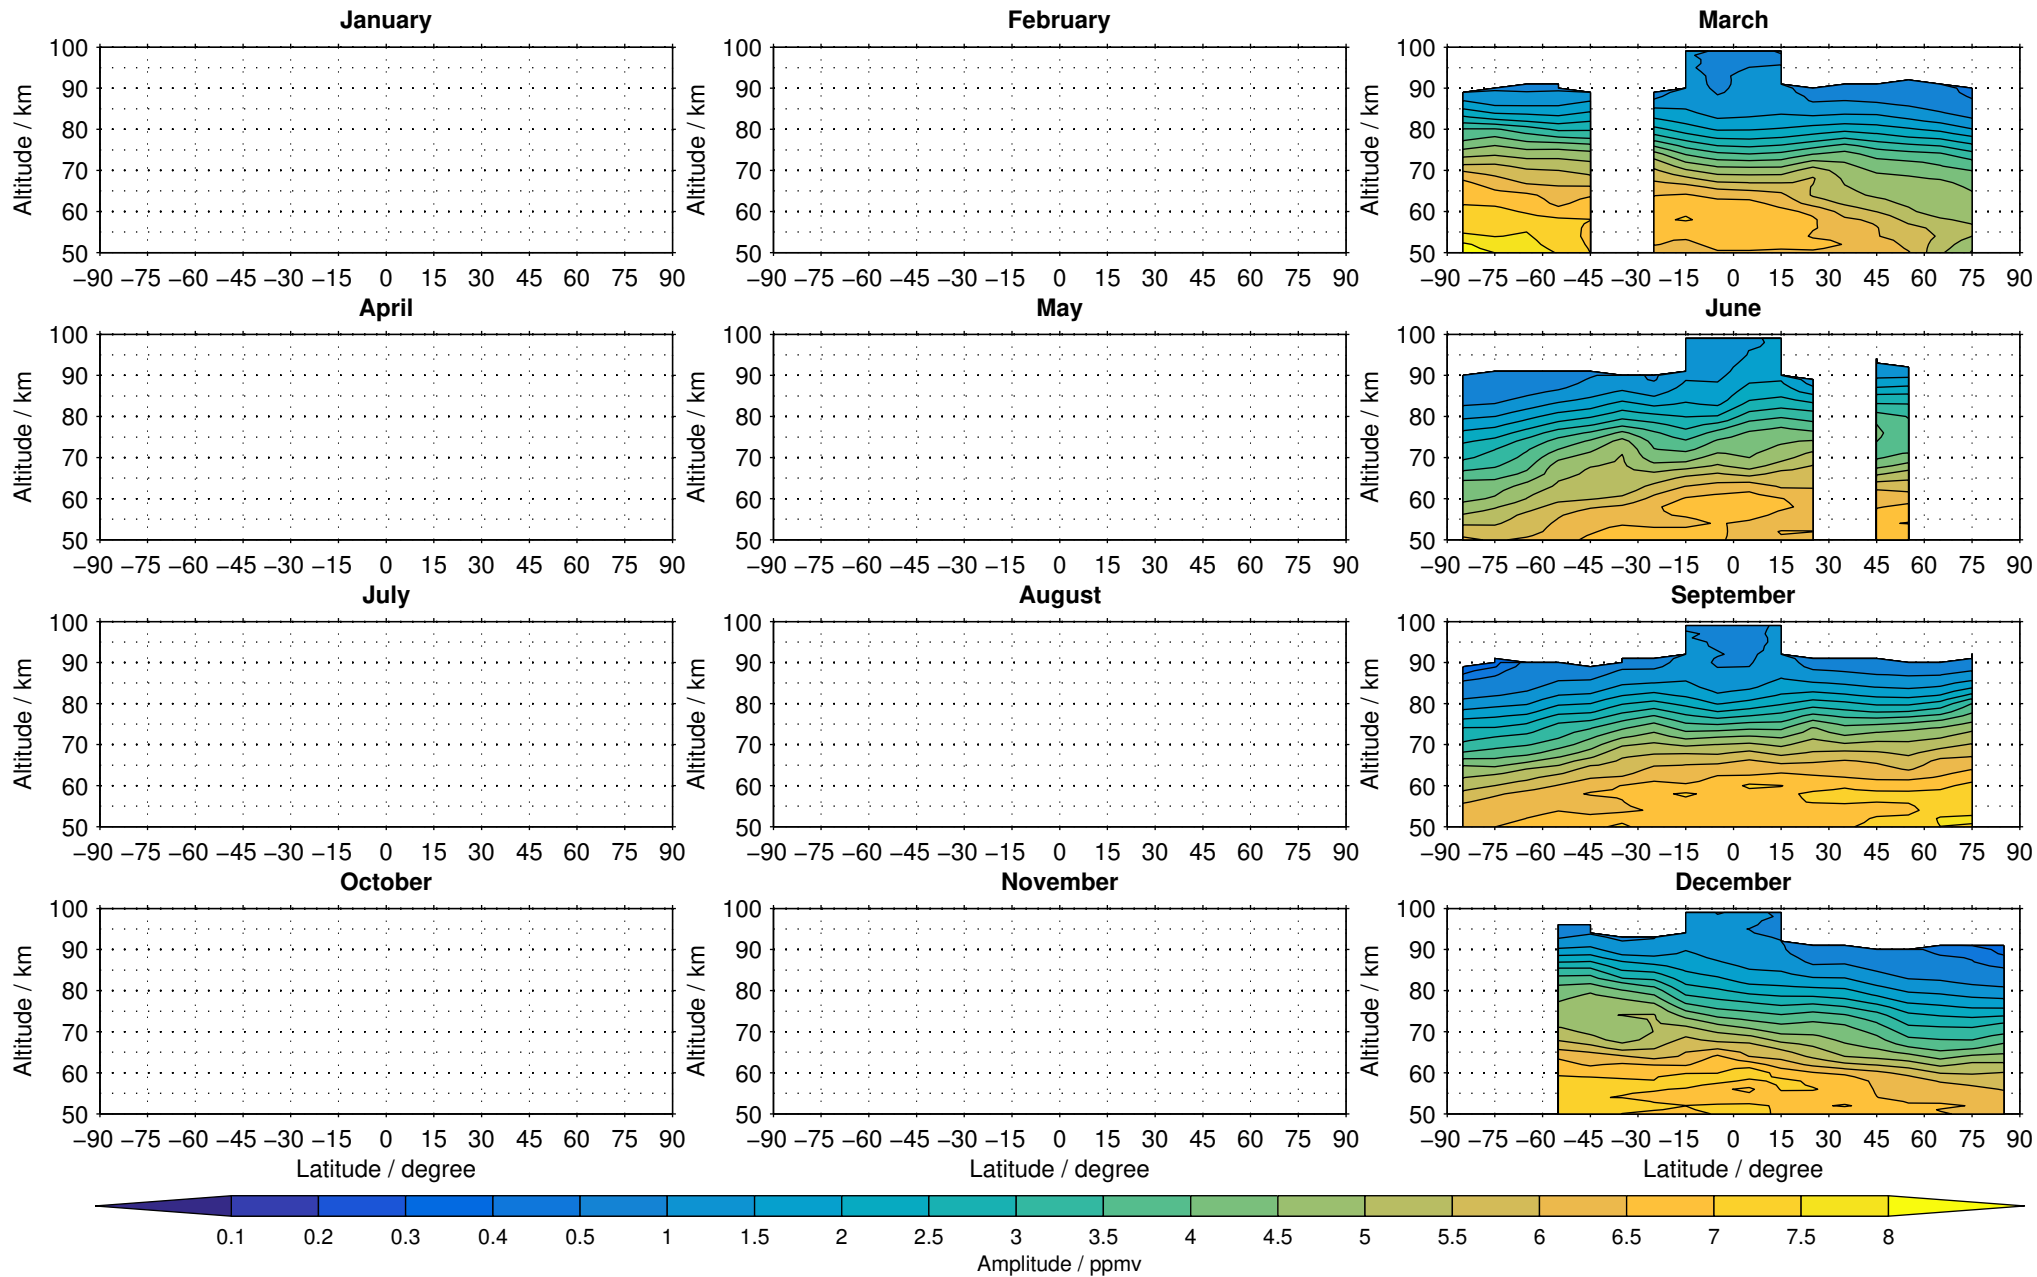 January February March
100 100 100
90 90 90
80 80 80
70 70 70
60 60 60
50 50 50
Altitude / km Altitude / km Altitude / km
−90 −75 −60 −45 −30 −15 0 15 30 45 60 75 90 −90 −75 −60 −45 −30 −15 0 15 30 45 60 75 90 −90 −75 −60 −45 −30 −15 0 15 30 45 60 75 90
April May June
100 100 100
90 90 90
80 80 80
70 70 70
60 60 60
50 50 50
Altitude / km Altitude / km Altitude / km
−90 −75 −60 −45 −30 −15 0 15 30 45 60 75 90 −90 −75 −60 −45 −30 −15 0 15 30 45 60 75 90 −90 −75 −60 −45 −30 −15 0 15 30 45 60 75 90
July August September
100 100 100
90 90 90
80 80 80
70 70 70
60 60 60
50 50 50
Altitude / km Altitude / km Altitude / km
−90 −75 −60 −45 −30 −15 0 15 30 45 60 75 90 −90 −75 −60 −45 −30 −15 0 15 30 45 60 75 90 −90 −75 −60 −45 −30 −15 0 15 30 45 60 75 90
October November December
100 100 100
90 90 90
80 80 80
70 70 70
60 60 60
50 50 50
Altitude / km Altitude / km Altitude / km
−90 −75 −60 −45 −30 −15 0 15 30 45 60 75 90 −90 −75 −60 −45 −30 −15 0 15 30 45 60 75 90 −90 −75 −60 −45 −30 −15 0 15 30 45 60 75 90
Latitude / degree Latitude / degree Latitude / degree
0.1 0.2 0.3 0.4 0.5 1 1.5 2 2.5 3 3.5 4 4.5 5 5.5 6 6.5 7 7.5 8
Amplitude / ppmv